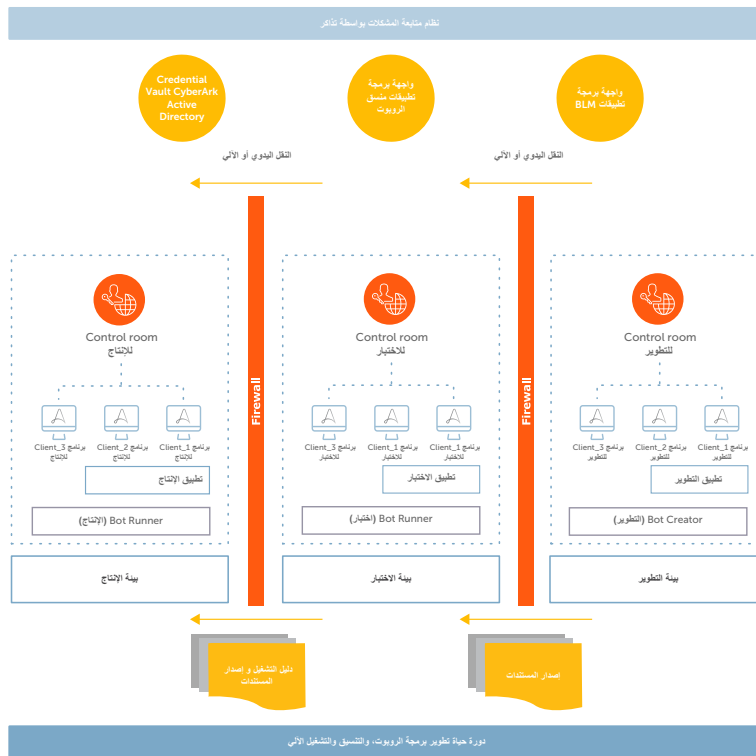 نظام متابعة المشكلات بواسطة تذاكر
واجهة برمجة
تطبيقات BLM
واجهة برمجة
تطبيقات منسق
الروبوت
Credential
Vault CyberArk
Active
Directory
النقل اليدوي أو الآلي
النقل اليدوي أو الآلي
Control room
للتطوير
برنامج Client_1
للتطوير
برنامج Client_2
للتطوير
برنامج Client_3
للتطوير
تطبيق التطوير
Bot Creator (التطوير)
بيئة التطوير
Firewall
Control room
للاختبار
برنامج Client_1
للاختبار
برنامج Client_1
للاختبار
برنامج Client_3
للاختبار
تطبيق الاختبار
Bot Runner (اختبار)
بيئة الاختبار
Firewall
Control room
للإنتاج
برنامج Client_1
للإنتاج
برنامج Client_2
للإنتاج
برنامج Client_3
للإنتاج
تطبيق الإنتاج
Bot Runner (الإنتاج)
بيئة الإنتاج
إصدار المستندات
دليل التشغيل و إصدار
المستندات
دورة حياة تطوير برمجة الروبوت، والتنسيق والتشغيل الآلي